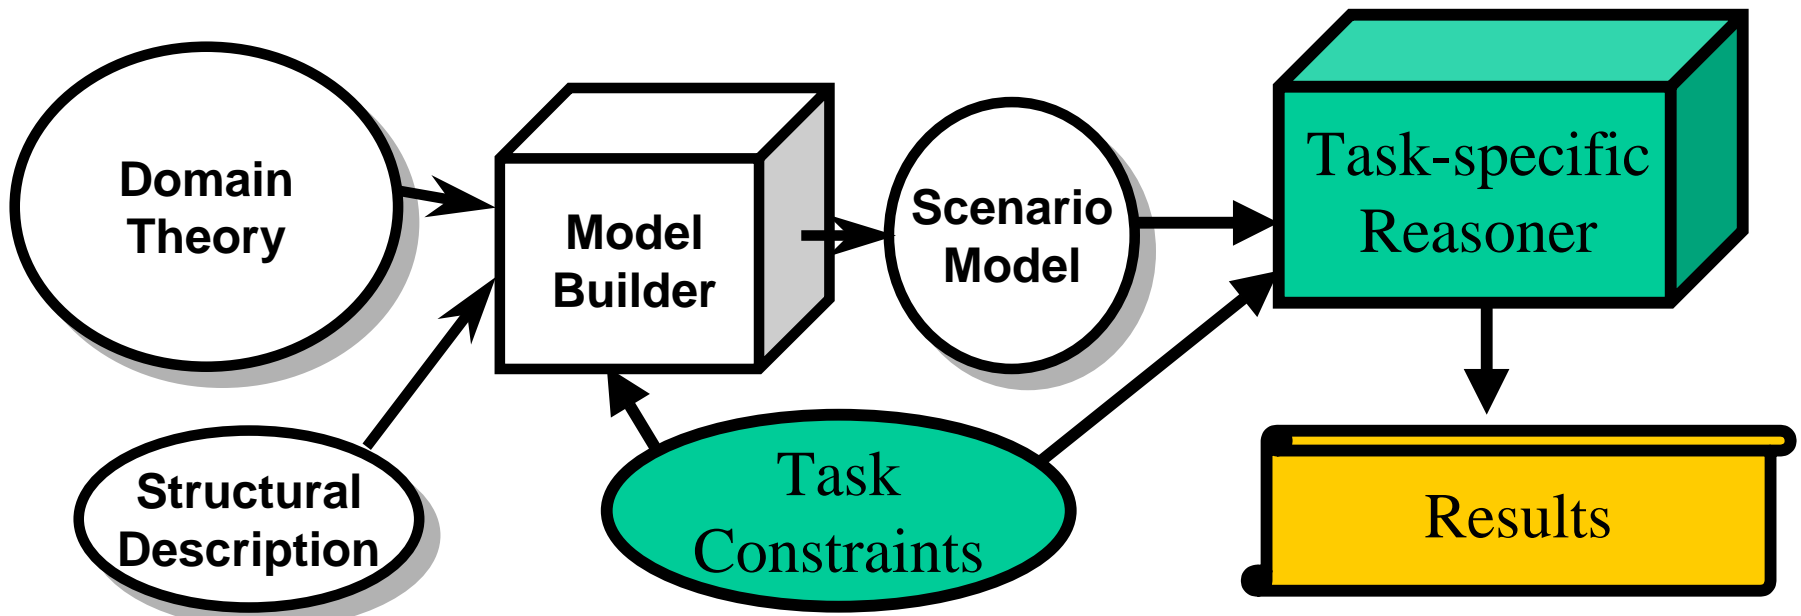 Domain
Theory
Model
Builder
Scenario
Model
Task-specific
Reasoner
Structural
Description
Task
Constraints
Results